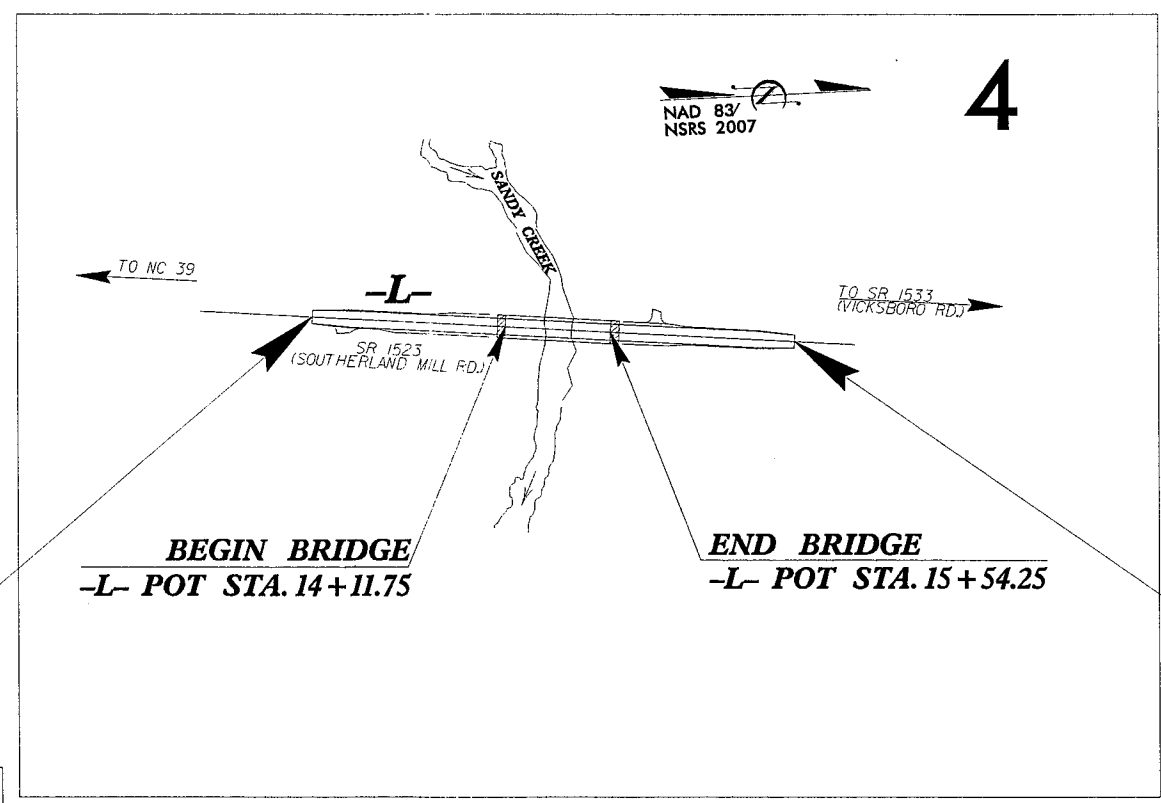 4
NAD 83/
NSRS 2007
SANDY CREEK
TO NC 39
-L-
TO SR 1533
(VICKSBORO RD.)
SR 1523
(SOUTHERLAND MILL RD.)
BEGIN BRIDGE
-L- POT STA. 14+11.75
END BRIDGE
-L- POT STA. 15+54.25